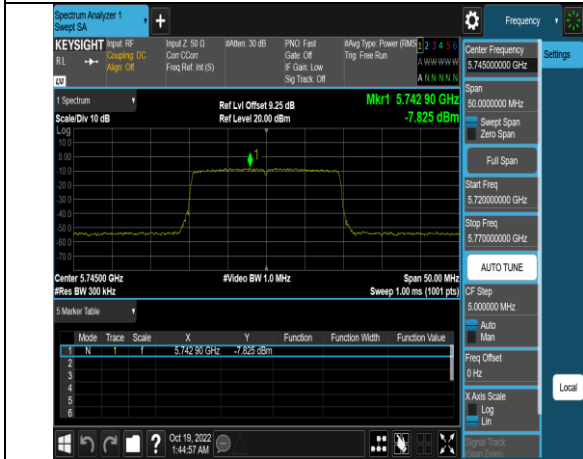 Spectrum Analyzer 1
Swept SA
Frequency
KEYSIGHT
RL
Input: RF
Coupling: DC
Align: Off
Input Z: 50 Ω
Corr CCorr
Freq Ref: Int (S)
#Atten: 30 dB
PNO: Fast
Gate: Off
IF Gain: Low
Sig Track: Off
#Avg Type: Power (RMS
Trig: Free Run
1 2 3 4 5 6
A W W W W W
A N N N N N
LXI
1 Spectrum
Scale/Div 10 dB
Ref Lvl Offset 9.25 dB
Ref Level 20.00 dBm
Mkr1 5.742 90 GHz
-7.825 dBm
Log
10.0
0.00
-10.0
-20.0
-30.0
-40.0
-50.0
-60.0
-70.0
1
Center 5.74500 GHz
#Res BW 300 kHz
#Video BW 1.0 MHz
Span 50.00 MHz
Sweep 1.00 ms (1001 pts)
5 Marker Table
Mode Trace Scale X Y Function Function Width Function Value
1 N 1 f 5.742 90 GHz -7.825 dBm
2
3
4
5
6
Oct 19, 2022
1:44:57 AM
Center Frequency
5.745000000 GHz
Settings
Span
50.0000000 MHz
Swept Span
Zero Span
Full Span
Start Freq
5.720000000 GHz
Stop Freq
5.770000000 GHz
AUTO TUNE
CF Step
5.000000 MHz
Auto
Man
Freq Offset
0 Hz
X Axis Scale
Log
Lin
Local
Signal Track
(Span Zoom)